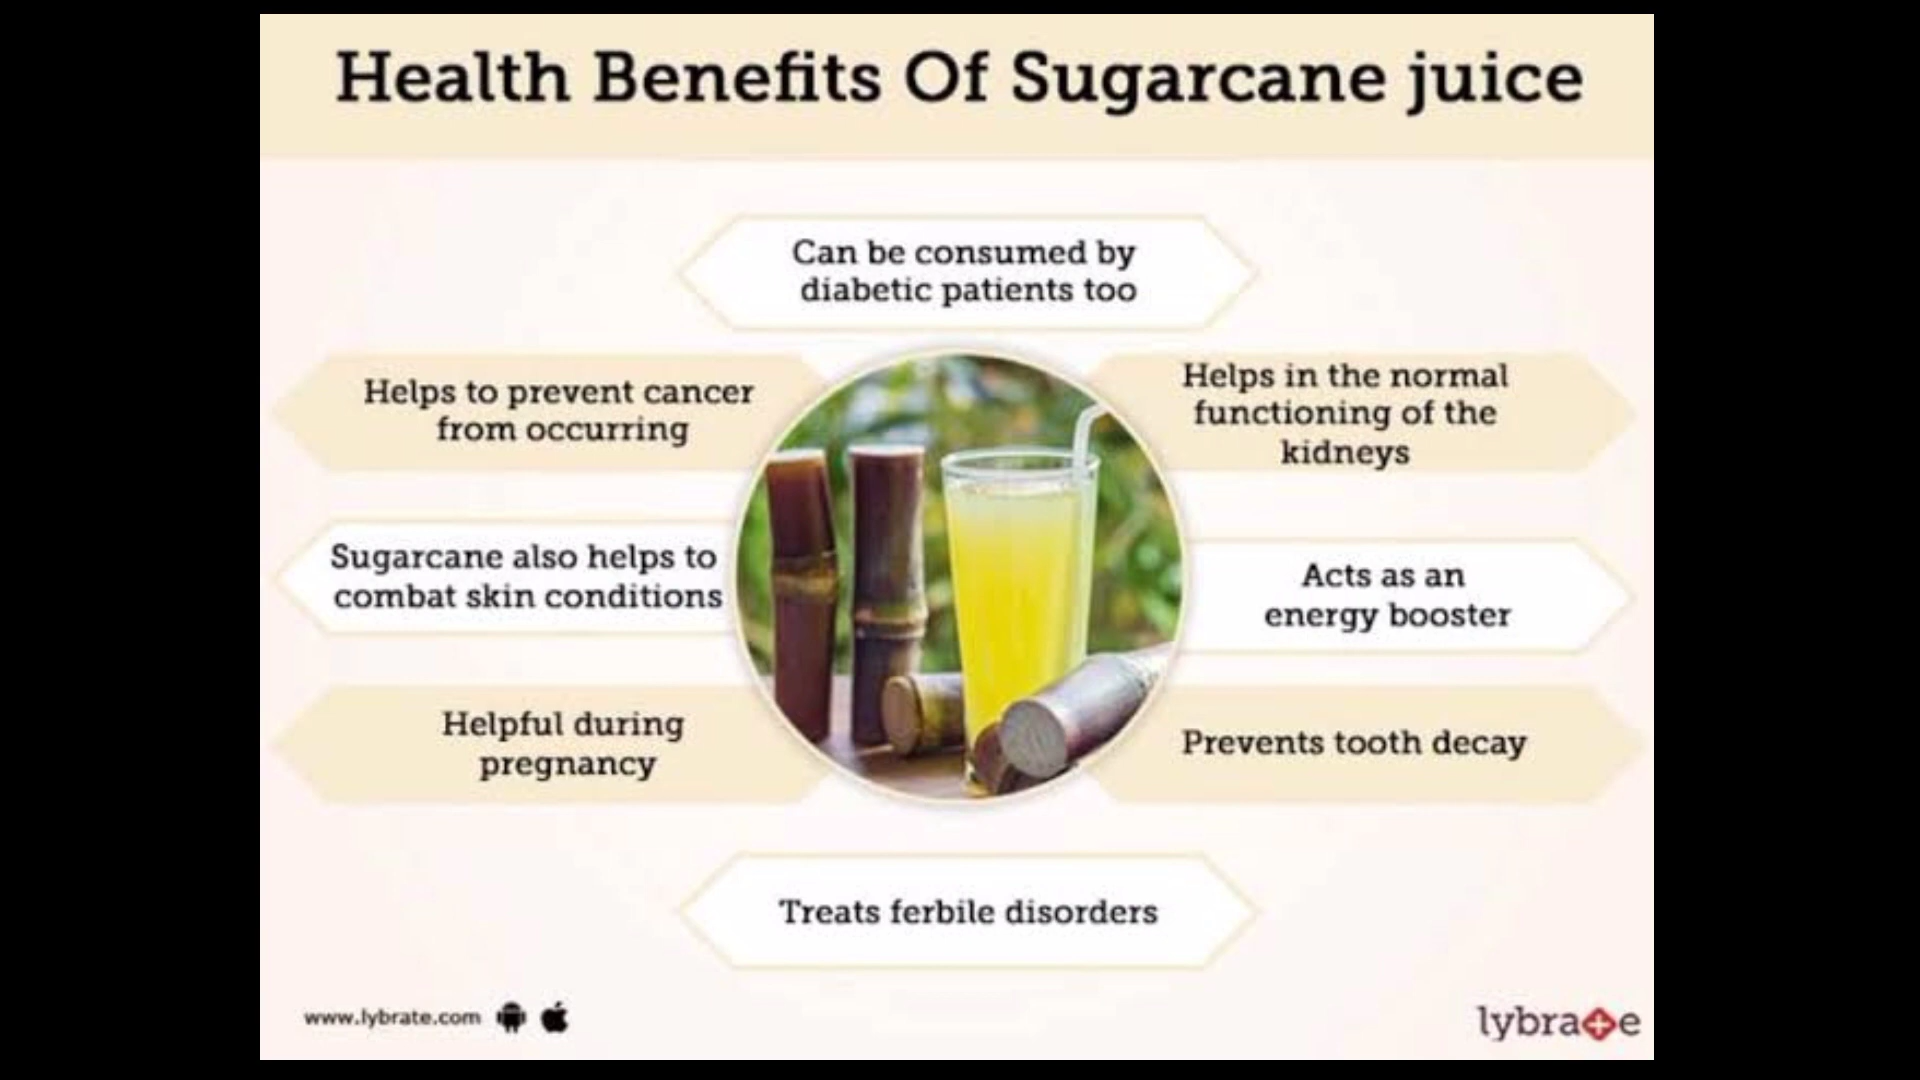 Health Benefits Of Sugarcane juice
Can be consumed by
diabetic patients too
Helps to prevent cancer
from occurring
Helps in the normal
functioning of the
kidneys
Sugarcane also helps to
combat skin conditions
Acts as an
energy booster
Helpful during
pregnancy
Prevents tooth decay
Treats ferbile disorders
www.lybrate.com
lybrate